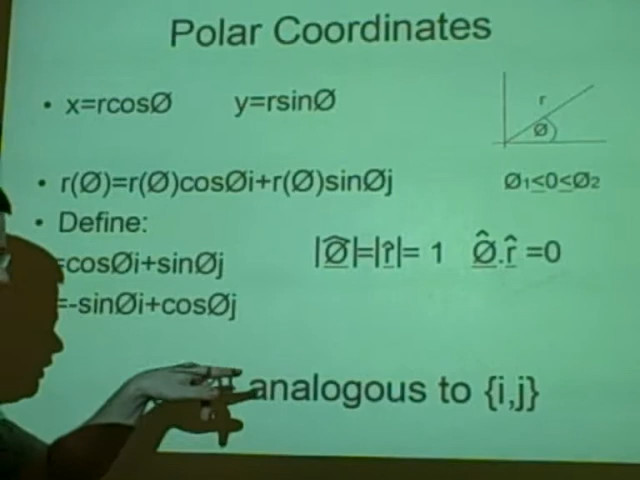 Polar Coordinates
• x=rcosØ y=rsinØ
r
Ø
• r(Ø)=r(Ø)cosØi+r(Ø)sinØj
Ø1<0<Ø2
• Define:
=cosØi+sinØj
|Ø̂|=|r̂|= 1 Ø̂.r̂ =0
=-sinØi+cosØj
analogous to {i,j}